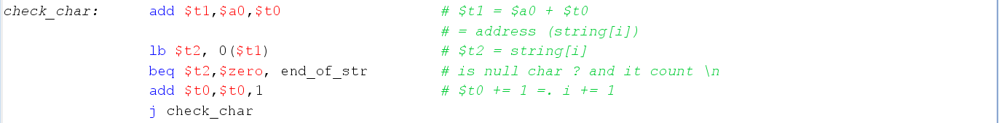 check_char: add $t1,$a0,$t0 # $t1 = $a0 + $t0
# = address (string[i])
lb $t2, 0($t1) # $t2 = string[i]
beq $t2,$zero, end_of_str # is null char ? and it count \n
add $t0,$t0,1 # $t0 += 1 =. i += 1
j check_char